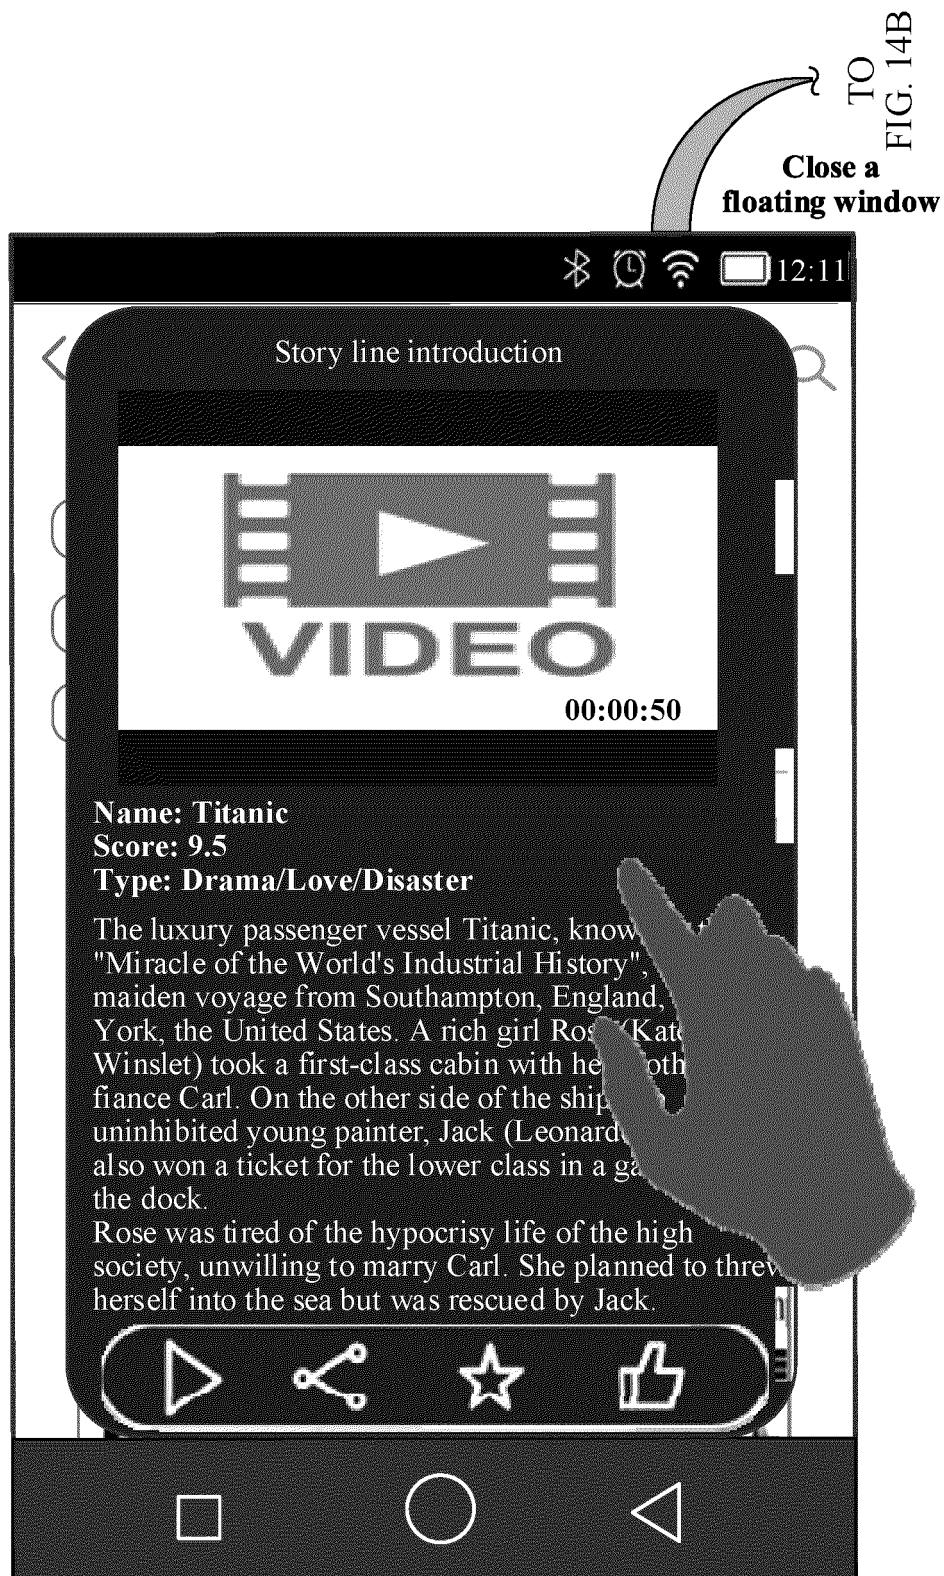 TO
FIG. 14B
Close a
floating window
12:11
Story line introduction
VIDEO
00:00:50
Name: Titanic
Score: 9.5
Type: Drama/Love/Disaster
The luxury passenger vessel Titanic, know
"Miracle of the World's Industrial History",
maiden voyage from Southampton, England,
York, the United States. A rich girl Ros (Kate
Winslet) took a first-class cabin with he oth
fiance Carl. On the other side of the ship
uninhibited young painter, Jack (Leonard
also won a ticket for the lower class in a ga
the dock.
Rose was tired of the hypocrisy life of the high
society, unwilling to marry Carl. She planned to threw
herself into the sea but was rescued by Jack.